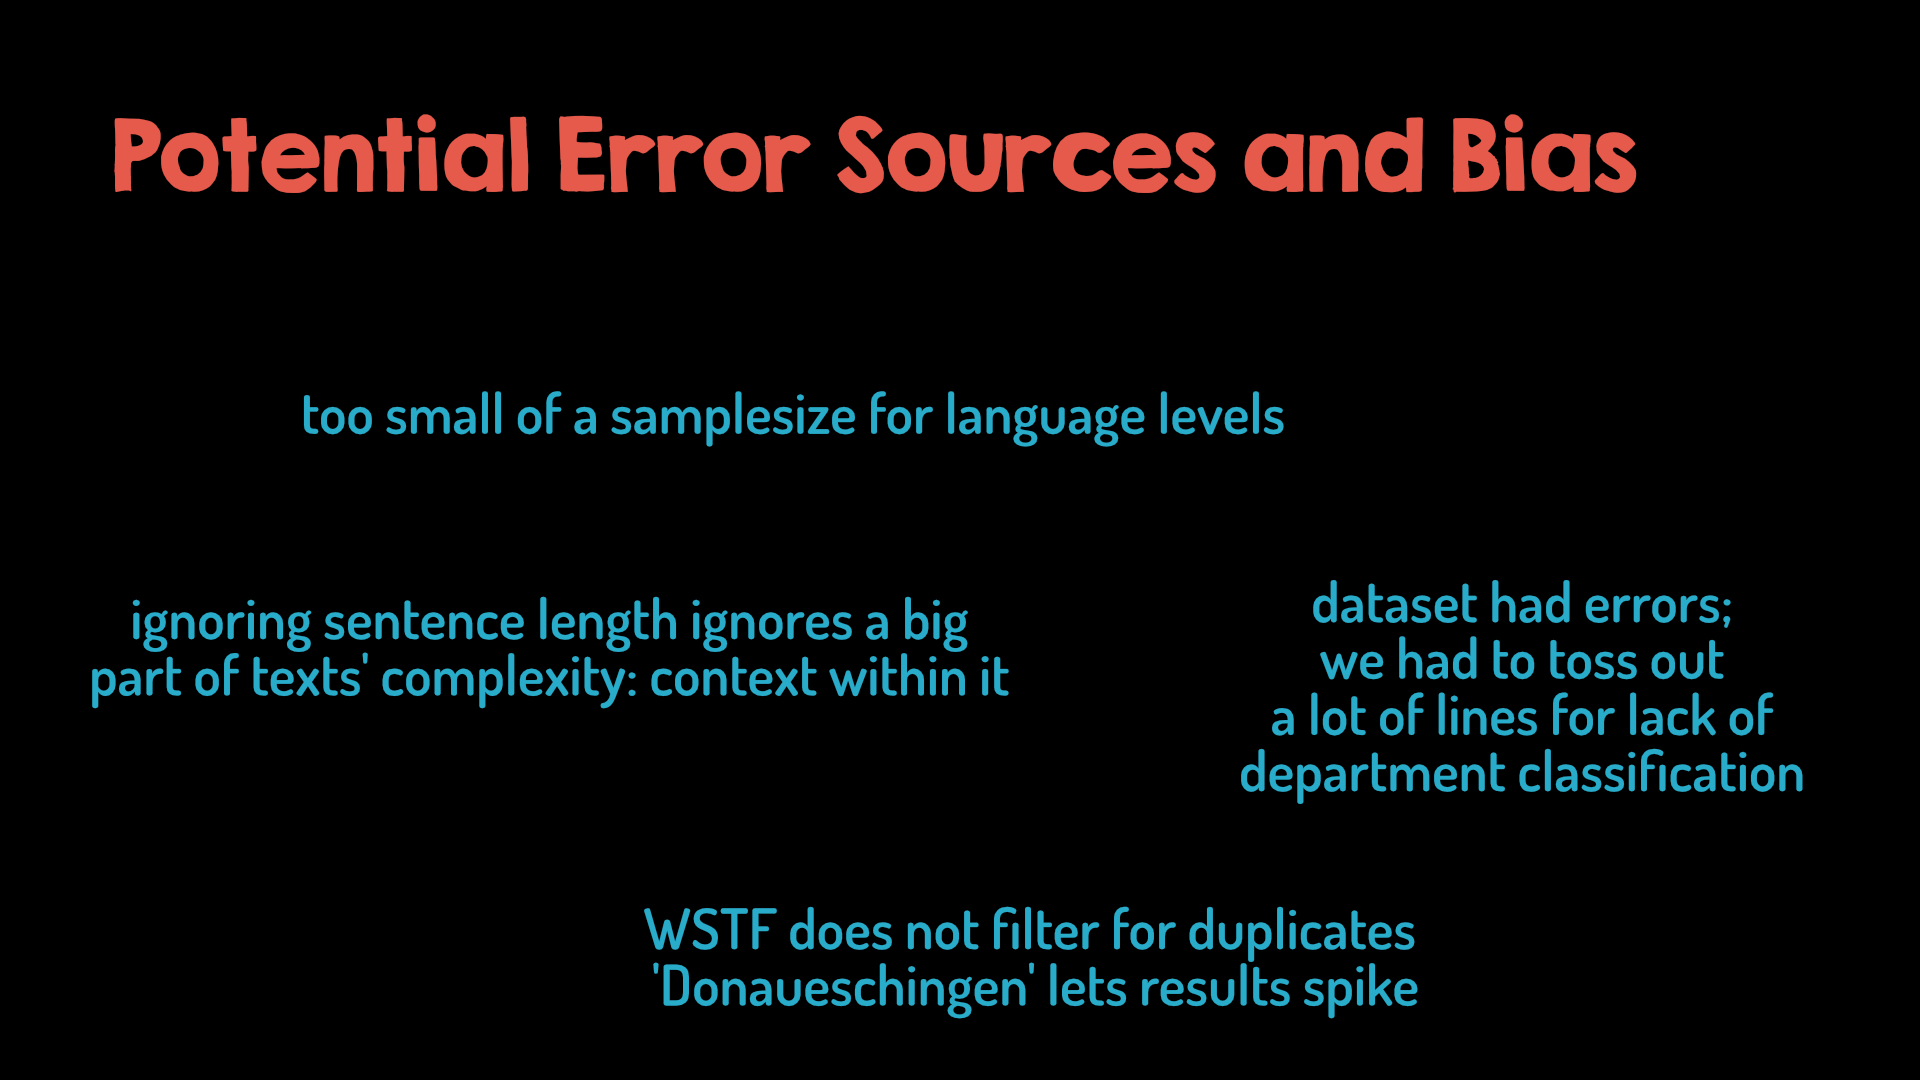 Potential Error Sources and Bias
too small of a samplesize for language levels
ignoring sentence length ignores a big
part of texts' complexity: context within it
dataset had errors;
we had to toss out
a lot of lines for lack of
department classification
WSTF does not filter for duplicates
'Donaueschingen' lets results spike